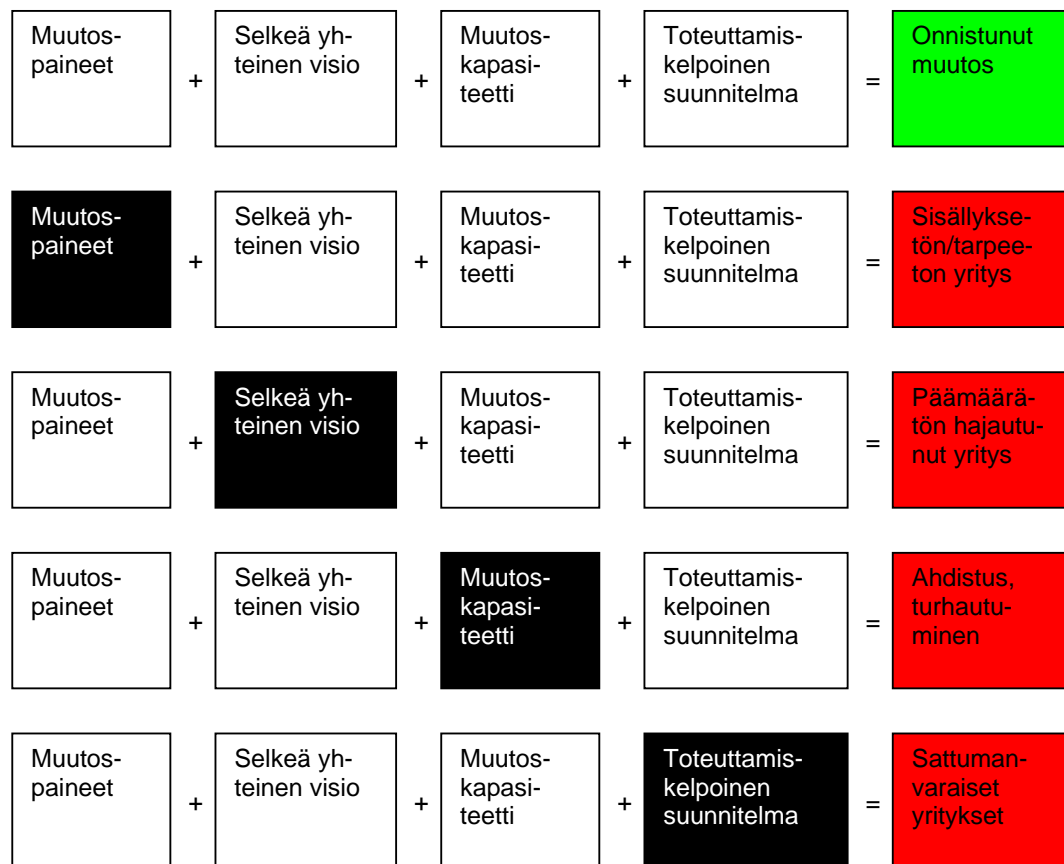 Muutos-
paineet
+
Selkeä yh-
teinen visio
+
Muutos-
kapasi-
teetti
+
Toteuttamis-
kelpoinen
suunnitelma
=
Onnistunut
muutos
Muutos-
paineet
+
Selkeä yh-
teinen visio
+
Muutos-
kapasi-
teetti
+
Toteuttamis-
kelpoinen
suunnitelma
=
Sisällykse-
tön/tarpee-
ton yritys
Muutos-
paineet
+
Selkeä yh-
teinen visio
+
Muutos-
kapasi-
teetti
+
Toteuttamis-
kelpoinen
suunnitelma
=
Päämäärä-
tön hajautu-
nut yritys
Muutos-
paineet
+
Selkeä yh-
teinen visio
+
Muutos-
kapasi-
teetti
+
Toteuttamis-
kelpoinen
suunnitelma
=
Ahdistus,
turhautu-
minen
Muutos-
paineet
+
Selkeä yh-
teinen visio
+
Muutos-
kapasi-
teetti
+
Toteuttamis-
kelpoinen
suunnitelma
=
Sattuman-
varaiset
yritykset